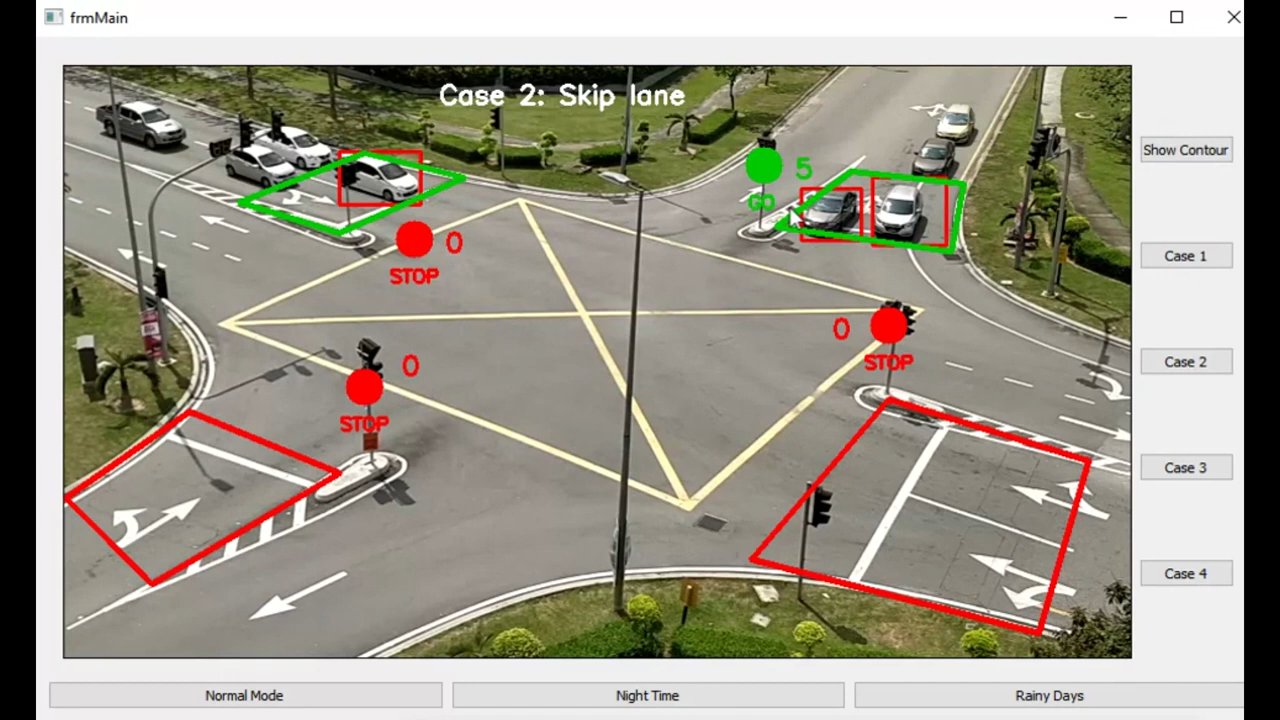 frmMain
Case 2: Skip lane
Show Contour
5
GO
0
STOP
Case 1
0
STOP
0
STOP
Case 2
Case 3
Case 4
Normal Mode
Night Time
Rainy Days